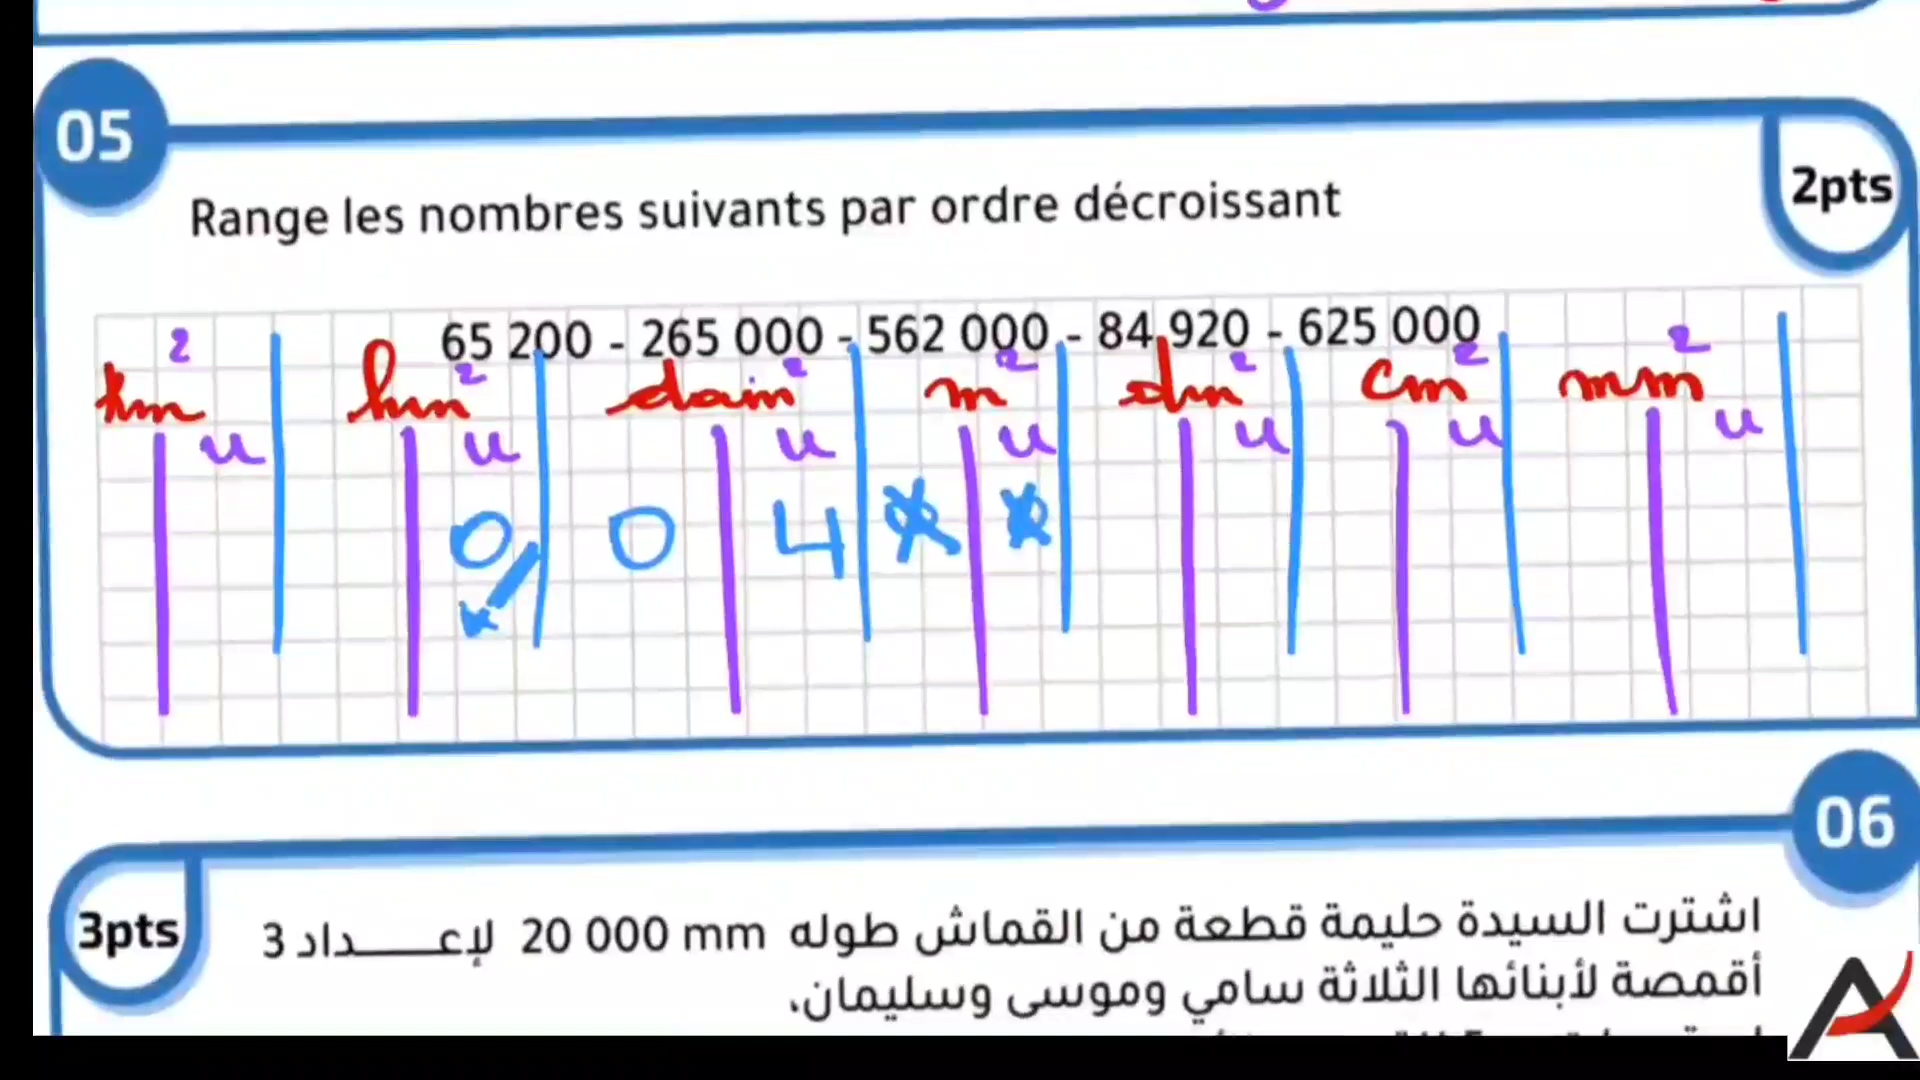 05
2pts
Range les nombres suivants par ordre décroissant
65 200 - 265 000 - 562 000 - 84 920 - 625 000
km² hm² dam² m² dm² cm² mm²
u u u u u u u
0, 0 4
06
3pts
اشترت السيدة حليمة قطعة من القماش طوله 20 000 mm لإعـــــداد 3
أقمصة لأبنائها الثلاثة سامي وموسى وسليمان.